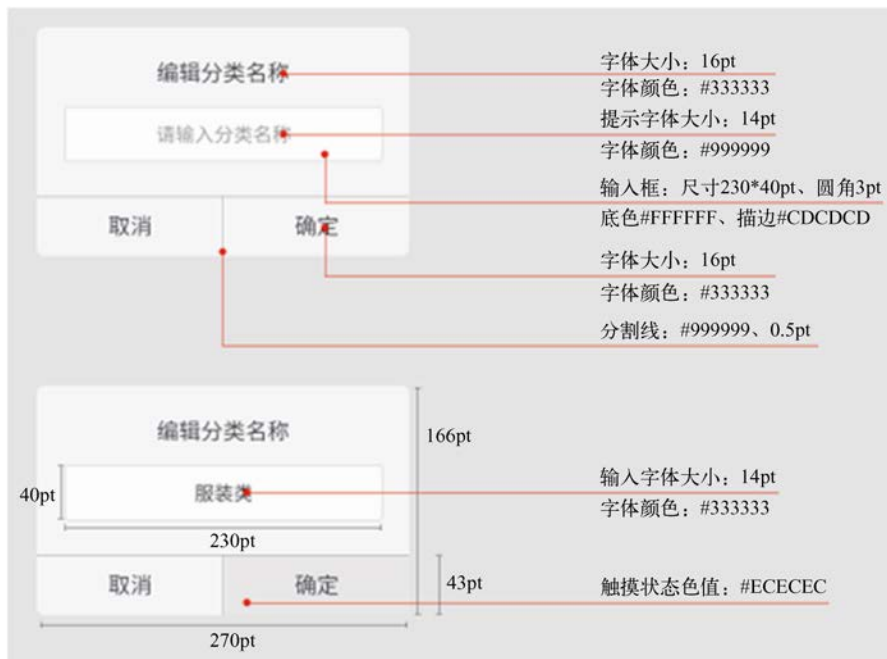 编辑分类名称
请输入分类名称
取消
确定
字体大小：16pt
字体颜色：#333333
提示字体大小：14pt
字体颜色：#999999
输入框：尺寸230*40pt、圆角3pt
底色#FFFFFF、描边#CDCDCD
字体大小：16pt
字体颜色：#333333
分割线：#999999、0.5pt
编辑分类名称
服装类
取消
确定
40pt
230pt
270pt
166pt
43pt
输入字体大小：14pt
字体颜色：#333333
触摸状态色值：#ECECEC